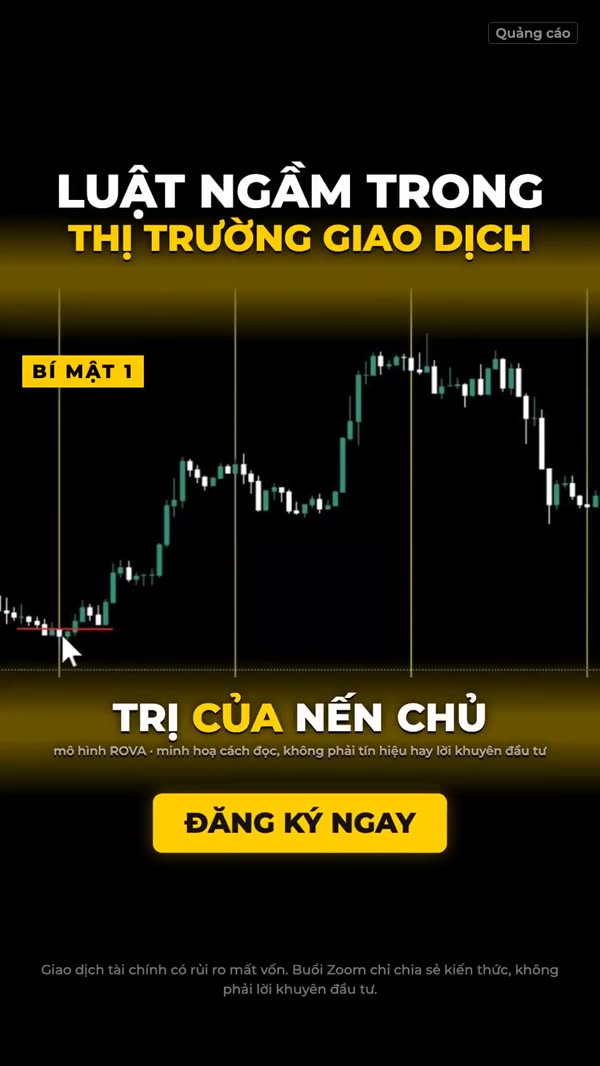 Quảng cáo
LUẬT NGẦM TRONG
THỊ TRƯỜNG GIAO DỊCH
BÍ MẬT 1
TRỊ CỦA NẾN CHỦ
mô hình ROVA · minh hoạ cách đọc, không phải tín hiệu hay lời khuyên đầu tư
ĐĂNG KÝ NGAY
Giao dịch tài chính có rủi ro mất vốn. Buổi Zoom chỉ chia sẻ kiến thức, không
phải lời khuyên đầu tư.